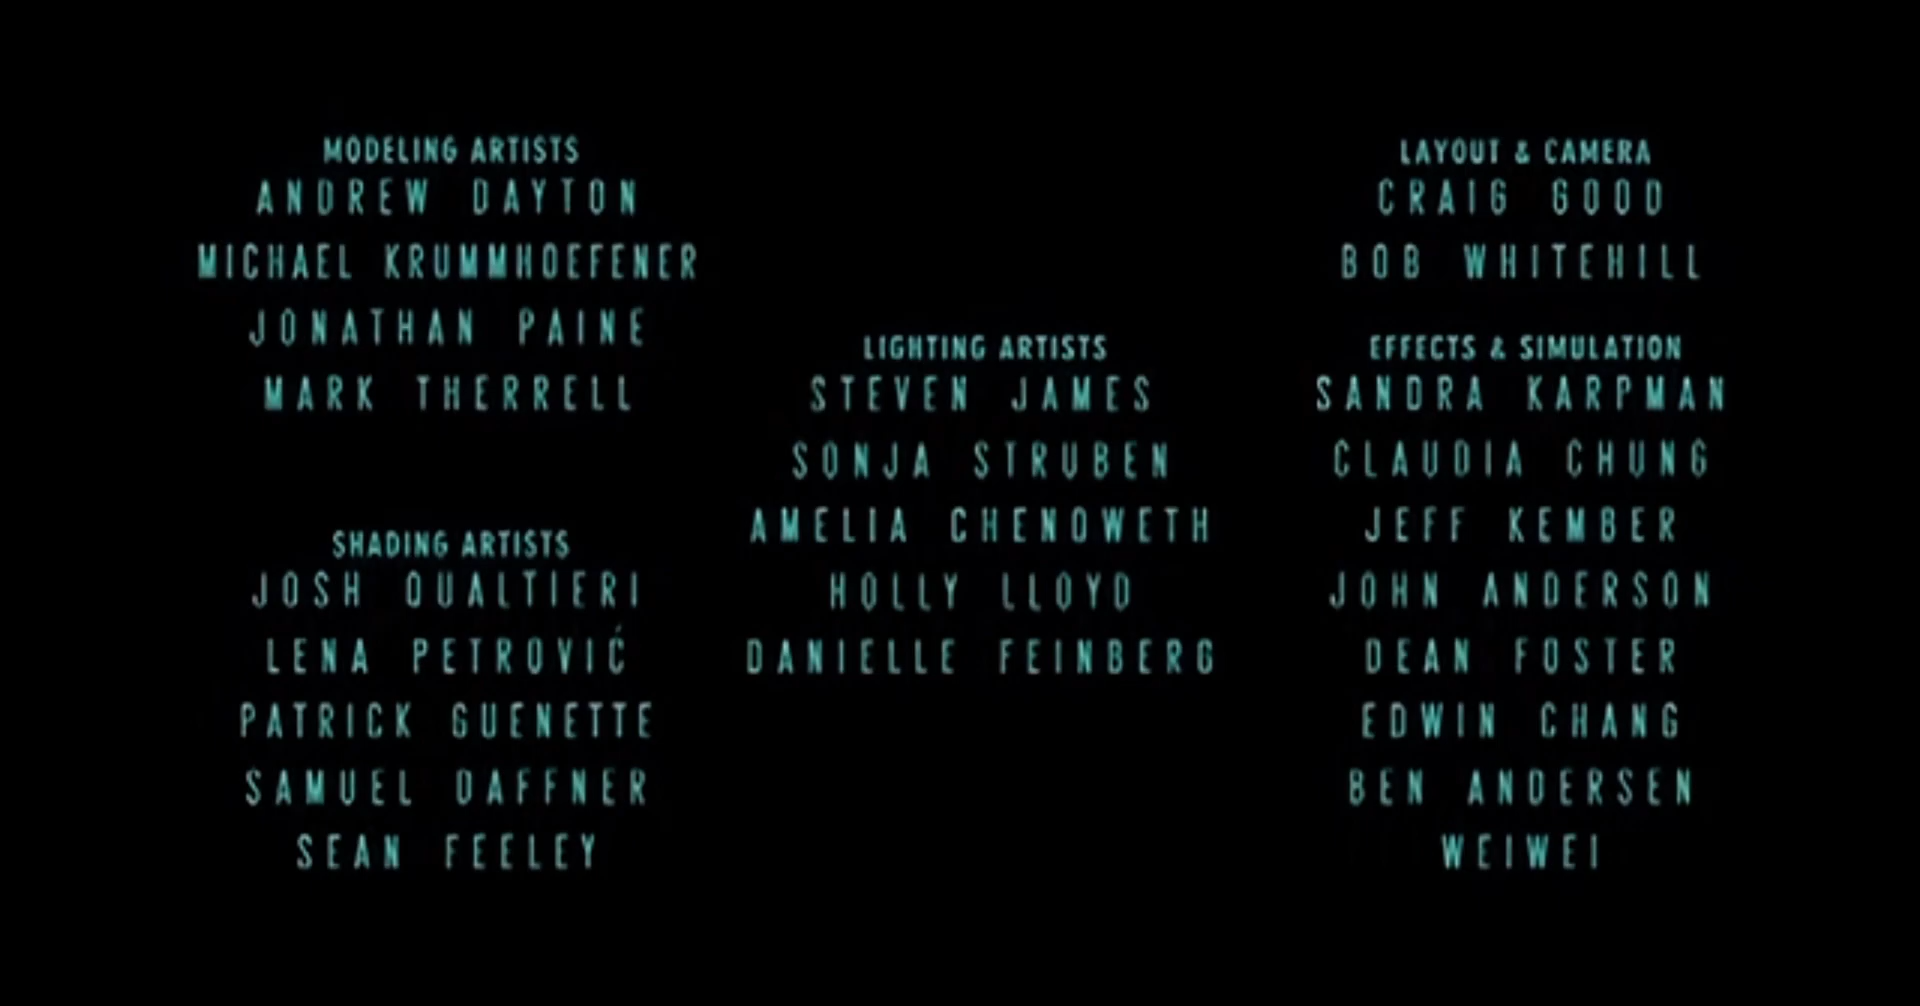 MODELING ARTISTS
ANDREW DAYTON
MICHAEL KRUMMHOEFENER
JONATHAN PAINE
MARK THERRELL
SHADING ARTISTS
JOSH QUALTIERI
LENA PETROVIĆ
PATRICK GUENETTE
SAMUEL DAFFNER
SEAN FEELEY
LIGHTING ARTISTS
STEVEN JAMES
SONJA STRUBEN
AMELIA CHENOWETH
HOLLY LLOYD
DANIELLE FEINBERG
LAYOUT & CAMERA
CRAIG GOOD
BOB WHITEHILL
EFFECTS & SIMULATION
SANDRA KARPMAN
CLAUDIA CHUNG
JEFF KEMBER
JOHN ANDERSON
DEAN FOSTER
EDWIN CHANG
BEN ANDERSEN
WEIWEI